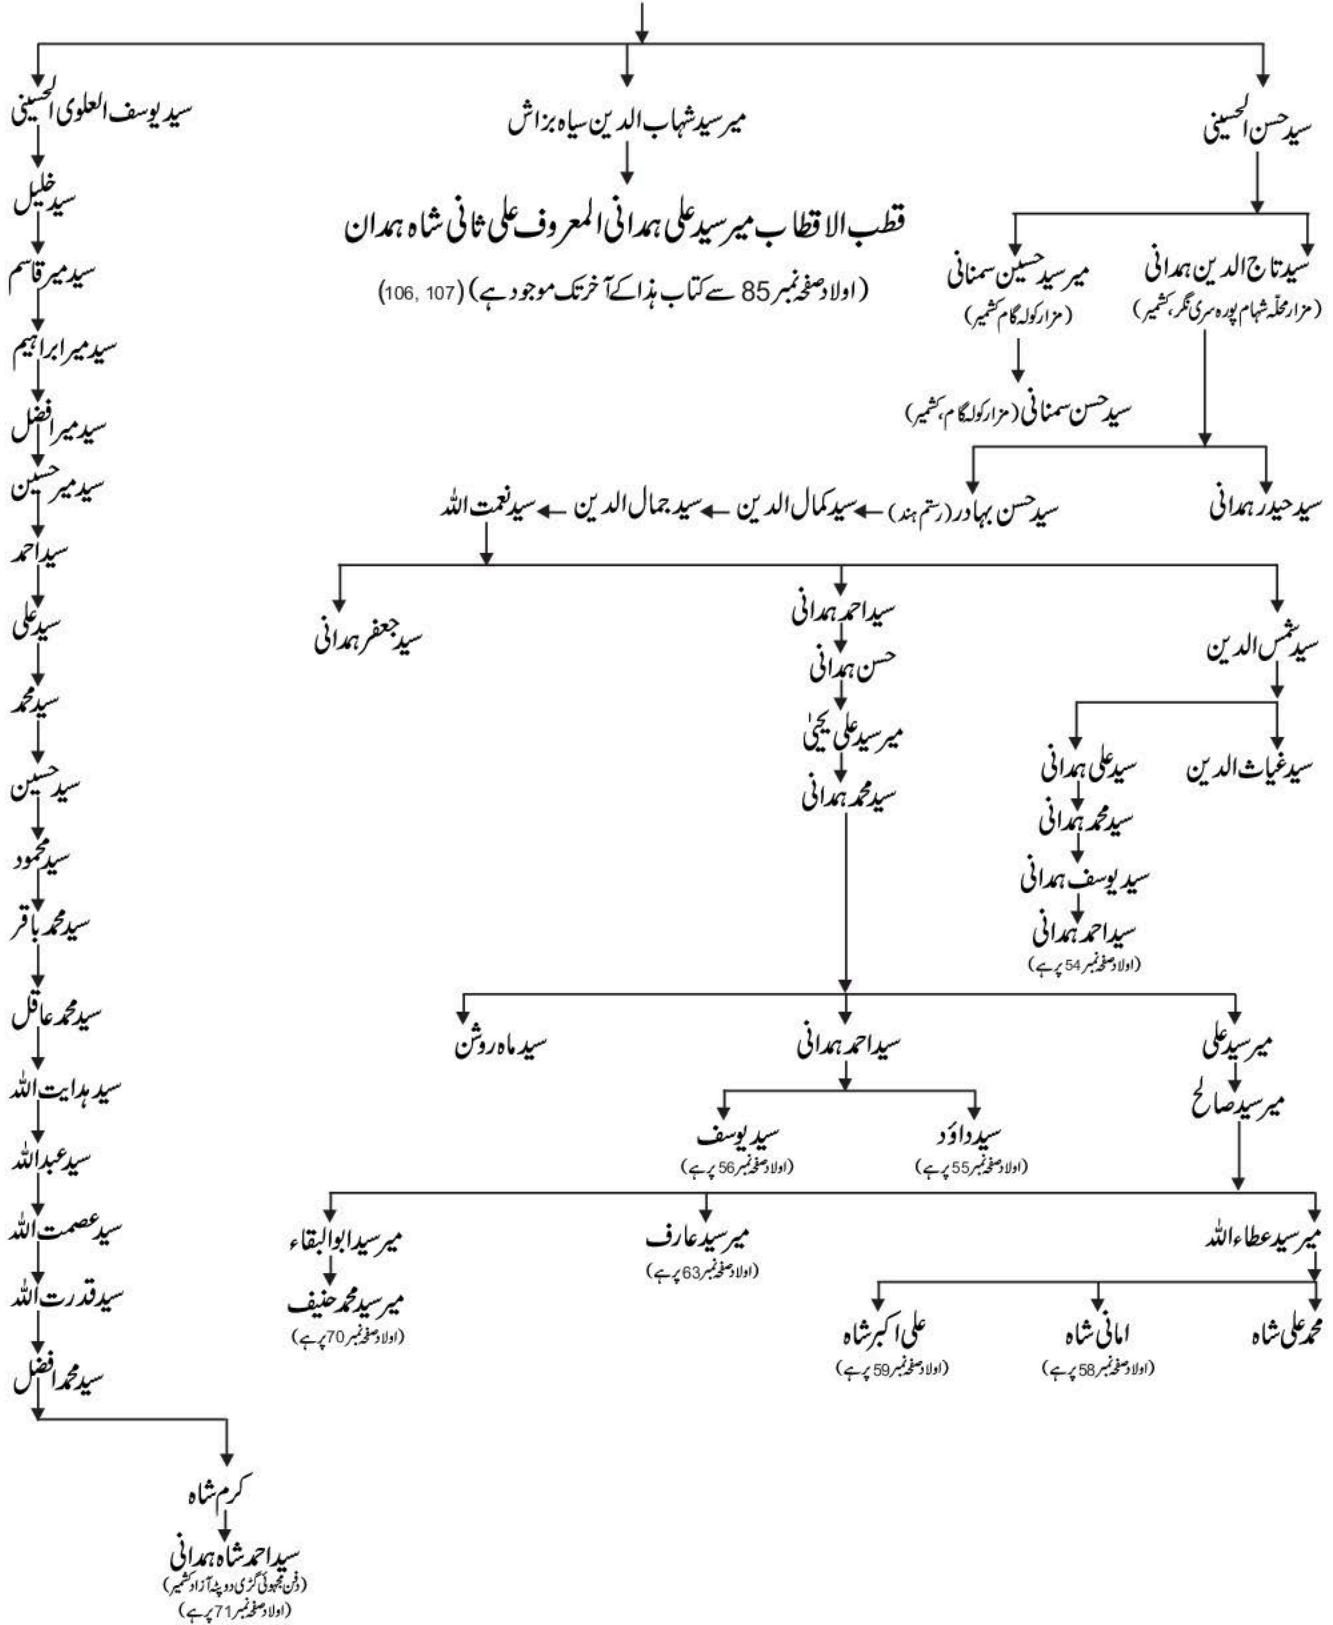 سید حسن الحسینی
میر سید شہاب الدین سیاہ بزاش
سید یوسف العلوی الحسینی
قطب الاقطاب میر سید علی ہمدانی المعروف علی ثانی شاہ ہمدان
(اولاد صفحہ نمبر 85 سے کتاب ہذا کے آخر تک موجود ہے) (106, 107)
سید تاج الدین ہمدانی
(مزار محلّہ شہام پورہ سری نگر، کشمیر)
میر سید حسین سمنانی
(مزار کولہ گام کشمیر)
سید حسن سمنانی (مزار کولہ گام، کشمیر)
سید حیدر ہمدانی
سید حسن بہادر (رستم ہند) ← سید کمال الدین ← سید جمال الدین ← سید نعمت اللہ
سید شمس الدین
سید احمد ہمدانی
سید جعفر ہمدانی
حسن ہمدانی
میر سید علی یحیٰی
سید محمد ہمدانی
سید غیاث الدین
سید علی ہمدانی
سید محمد ہمدانی
سید یوسف ہمدانی
سید احمد ہمدانی
(اولاد صفحہ نمبر 54 پر ہے)
میر سید علی
سید احمد ہمدانی
سید ماہ روشن
میر سید صالح
سید داؤد
(اولاد صفحہ نمبر 55 پر ہے)
سید یوسف
(اولاد صفحہ نمبر 56 پر ہے)
میر سید عطاء اللہ
میر سید عارف
(اولاد صفحہ نمبر 63 پر ہے)
میر سید ابوالبقاء
میر سید محمد حنیف
(اولاد صفحہ نمبر 70 پر ہے)
محمد علی شاہ
امانی شاہ
(اولاد صفحہ نمبر 58 پر ہے)
علی اکبر شاہ
(اولاد صفحہ نمبر 59 پر ہے)
سید خلیل
سید میر قاسم
سید میر ابراہیم
سید میر افضل
سید میر حسین
سید احمد
سید علی
سید محمد
سید حسین
سید محمود
سید محمد باقر
سید محمد عاقل
سید ہدایت اللہ
سید عبداللہ
سید عصمت اللہ
سید قدرت اللہ
سید محمد افضل
کرم شاہ
سید احمد شاہ ہمدانی
(دفن مجہوئی گڑی دوپٹہ آزاد کشمیر)
(اولاد صفحہ نمبر 71 پر ہے)